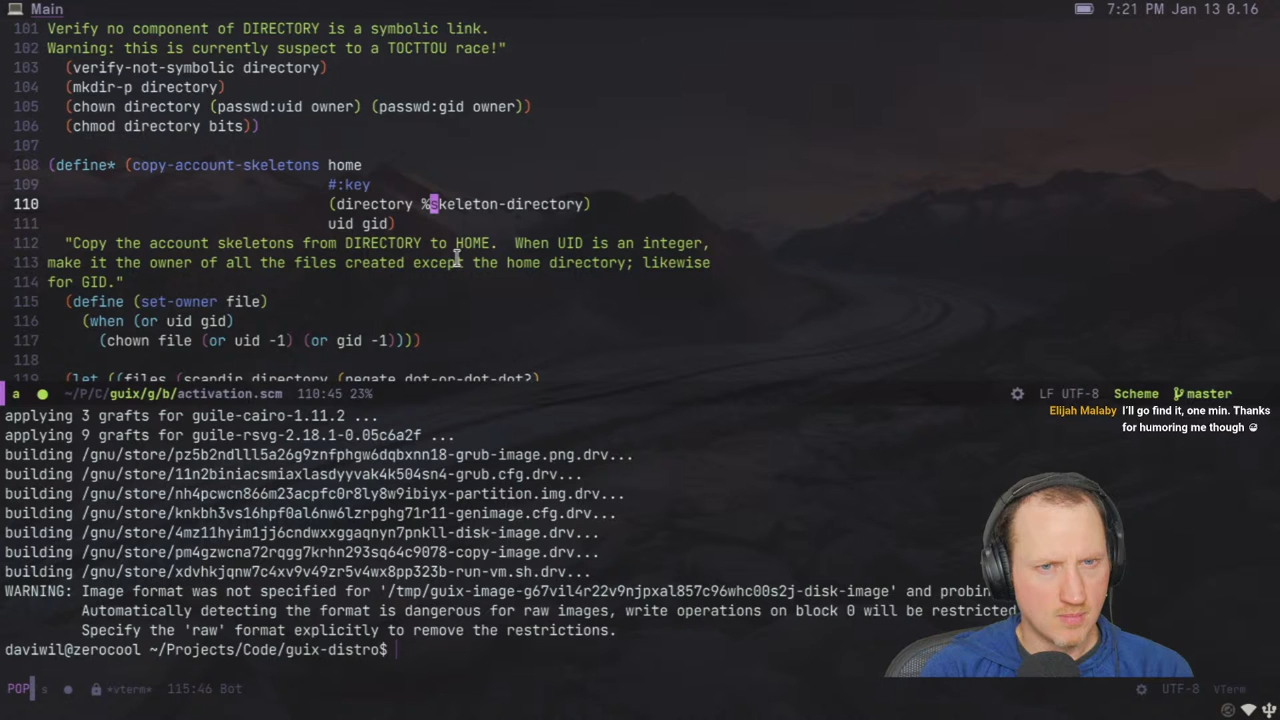 Main
7:21 PM Jan 13 0.16
101 Verify no component of DIRECTORY is a symbolic link.
102 Warning: this is currently suspect to a TOCTTOU race!"
103 (verify-not-symbolic directory)
104 (mkdir-p directory)
105 (chown directory (passwd:uid owner) (passwd:gid owner))
106 (chmod directory bits))
107
108 (define* (copy-account-skeletons home
109 #:key
110 (directory %skeleton-directory)
111 uid gid)
112 "Copy the account skeletons from DIRECTORY to HOME.  When UID is an integer,
113 make it the owner of all the files created except the home directory; likewise
114 for GID."
115 (define (set-owner file)
116 (when (or uid gid)
117 (chown file (or uid -1) (or gid -1))))
118
119 (let ((files (scandir directory (negate dot-or-dot-dot?)
a ~/P/C/guix/g/b/activation.scm 110:45 23% LF UTF-8 Scheme master
Elijah Malaby I'll go find it, one min. Thanks
for humoring me though
applying 3 grafts for guile-cairo-1.11.2 ...
applying 9 grafts for guile-rsvg-2.18.1-0.05c6a2f ...
building /gnu/store/pz5b2ndlll5a26g9znfphgw6dqbxnn18-grub-image.png.drv...
building /gnu/store/11n2biniacsmiaxlasdyyvak4k504sn4-grub.cfg.drv...
building /gnu/store/nh4pcwcn866m23acpfc0r8ly8w9ibiyx-partition.img.drv...
building /gnu/store/knkbh3vs16hpf0al6nw6lzrpghg71r11-genimage.cfg.drv...
building /gnu/store/4mz11hyim1jj6cndwxxggaqnyn7pnkll-disk-image.drv...
building /gnu/store/pm4gzwcna72rqgg7krhn293sq64c9078-copy-image.drv...
building /gnu/store/xdvhkjqnw7c4xv9v49zr5v4wx8pp323b-run-vm.sh.drv...
WARNING: Image format was not specified for '/tmp/guix-image-g67vil4r22v9njpxal857c96whc00s2j-disk-image' and probin
Automatically detecting the format is dangerous for raw images, write operations on block 0 will be restricted
Specify the 'raw' format explicitly to remove the restrictions.
daviwil@zerocool ~/Projects/Code/guix-distro$
POP s *vterm* 115:46 Bot UTF-8 VTerm